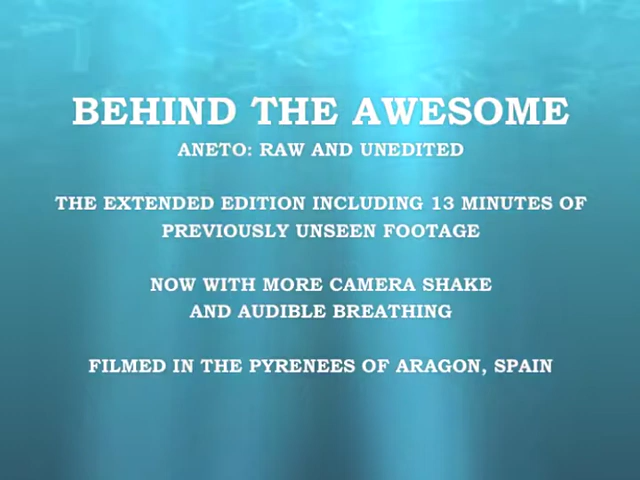 BEHIND THE AWESOME
ANETO: RAW AND UNEDITED
THE EXTENDED EDITION INCLUDING 13 MINUTES OF
PREVIOUSLY UNSEEN FOOTAGE
NOW WITH MORE CAMERA SHAKE
AND AUDIBLE BREATHING
FILMED IN THE PYRENEES OF ARAGON, SPAIN